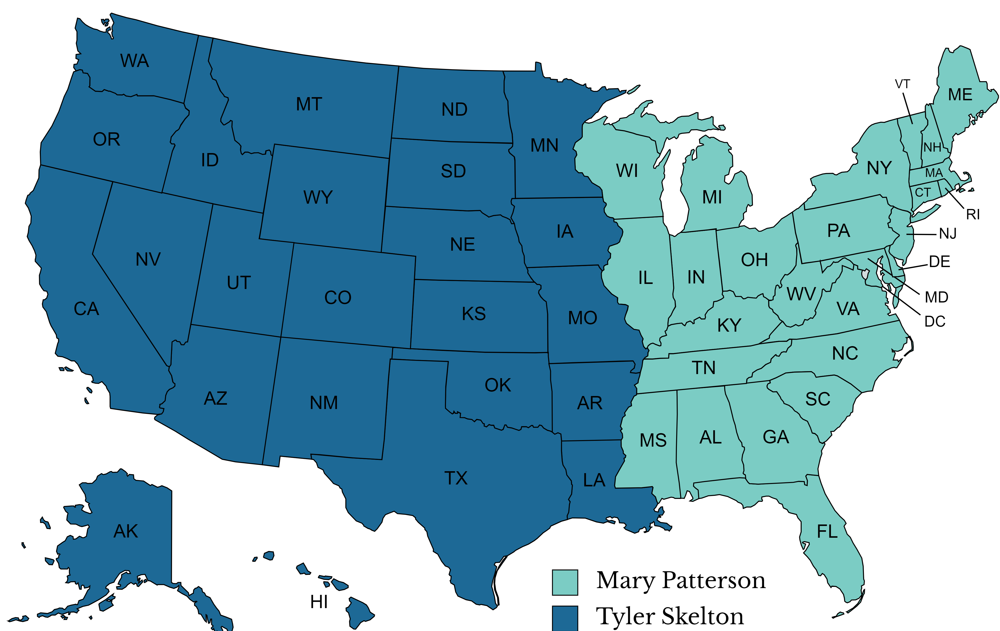 WA
OR
ID
MT
ND
MN
WI
MI
VT
ME
NH
NY
MA
CT
RI
SD
WY
NE
IA
PA
NJ
OH
DE
IL
IN
WV
MD
VA
DC
NV
UT
CO
KS
MO
KY
CA
NC
TN
OK
AR
AZ
NM
SC
MS
AL
GA
TX
LA
AK
FL
HI
Mary Patterson
Tyler Skelton